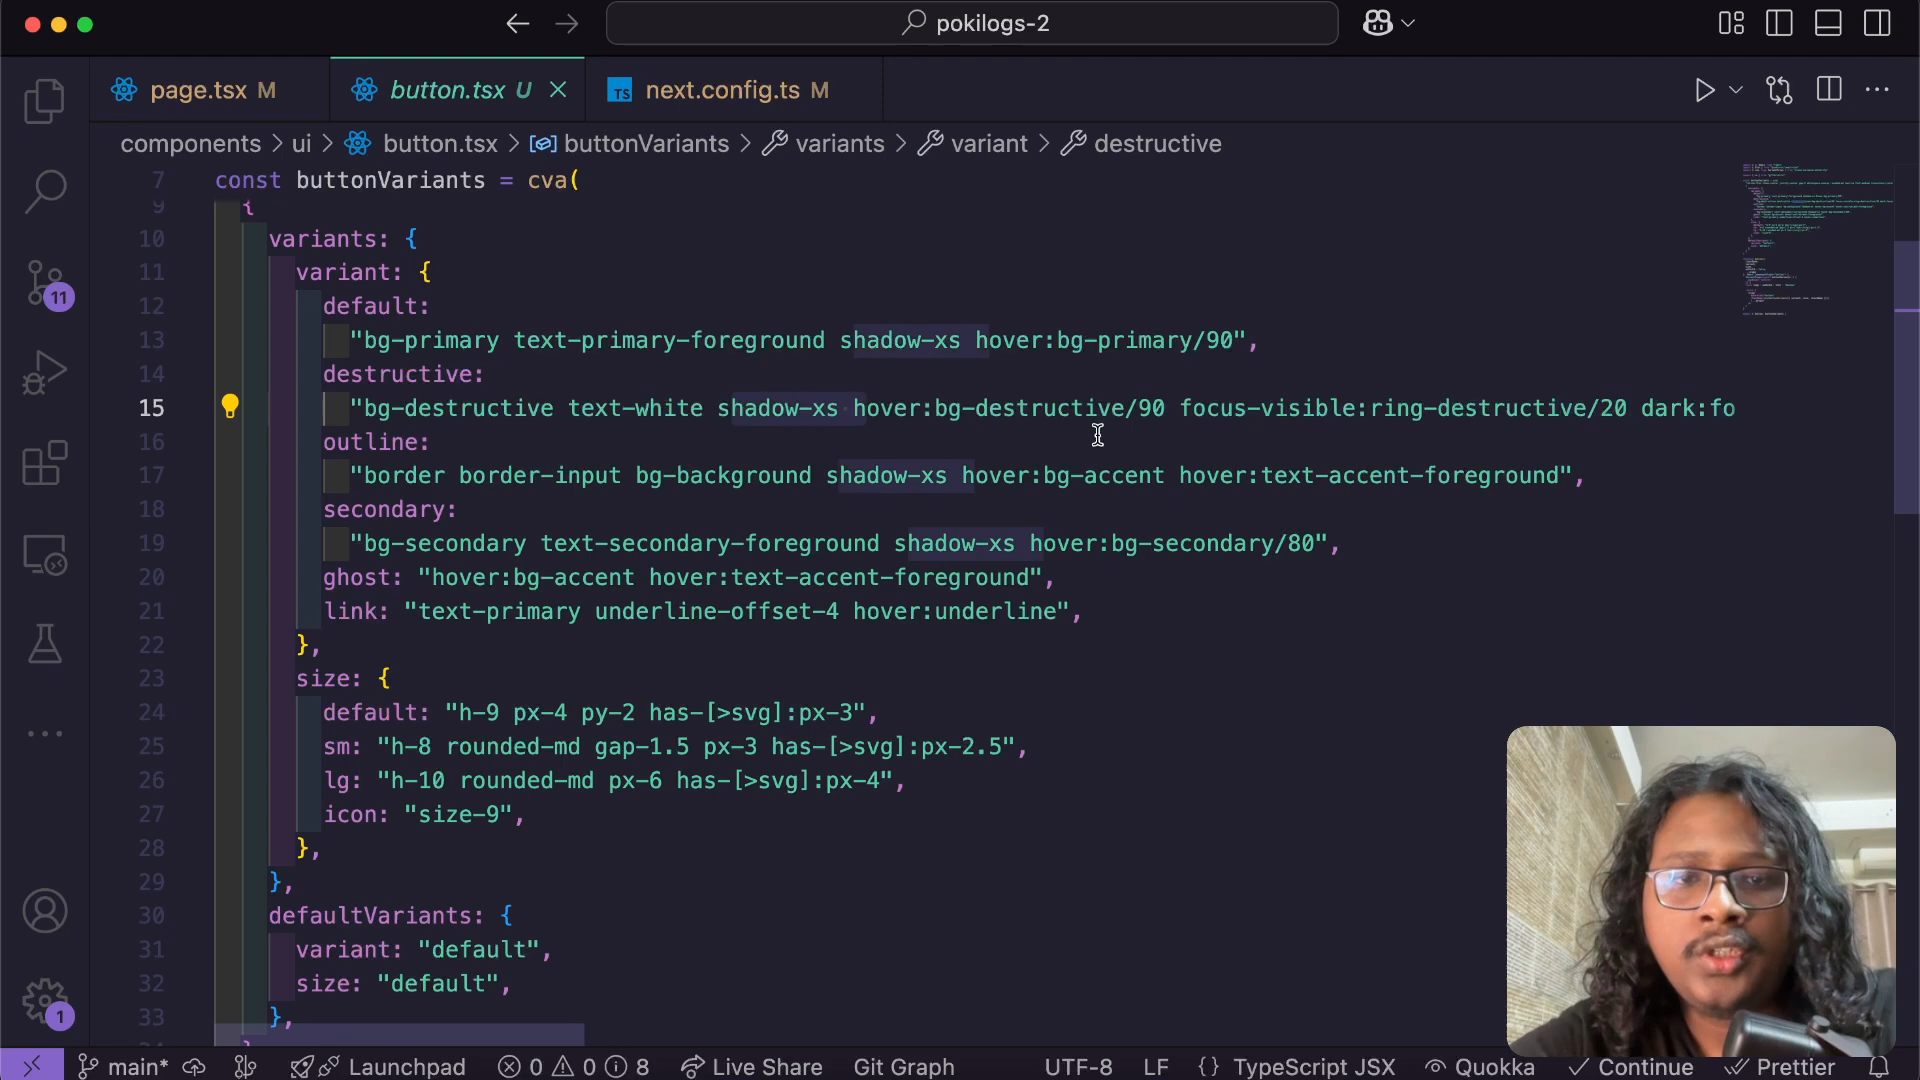 pokilogs-2
page.tsx M
button.tsx U
TS next.config.ts M
components > ui > button.tsx > buttonVariants > variants > variant > destructive
7 const buttonVariants = cva(
9 {
10 variants: {
11 variant: {
12 default:
13 "bg-primary text-primary-foreground shadow-xs hover:bg-primary/90",
14 destructive:
15 "bg-destructive text-white shadow-xs hover:bg-destructive/90 focus-visible:ring-destructive/20 dark:fo
16 outline:
17 "border border-input bg-background shadow-xs hover:bg-accent hover:text-accent-foreground",
18 secondary:
19 "bg-secondary text-secondary-foreground shadow-xs hover:bg-secondary/80",
20 ghost: "hover:bg-accent hover:text-accent-foreground",
21 link: "text-primary underline-offset-4 hover:underline",
22 },
23 size: {
24 default: "h-9 px-4 py-2 has-[>svg]:px-3",
25 sm: "h-8 rounded-md gap-1.5 px-3 has-[>svg]:px-2.5",
26 lg: "h-10 rounded-md px-6 has-[>svg]:px-4",
27 icon: "size-9",
28 },
29 },
30 defaultVariants: {
31 variant: "default",
32 size: "default",
33 },
11
1
main* Launchpad 0 0 8 Live Share Git Graph UTF-8 LF {} TypeScript JSX Quokka Continue Prettier